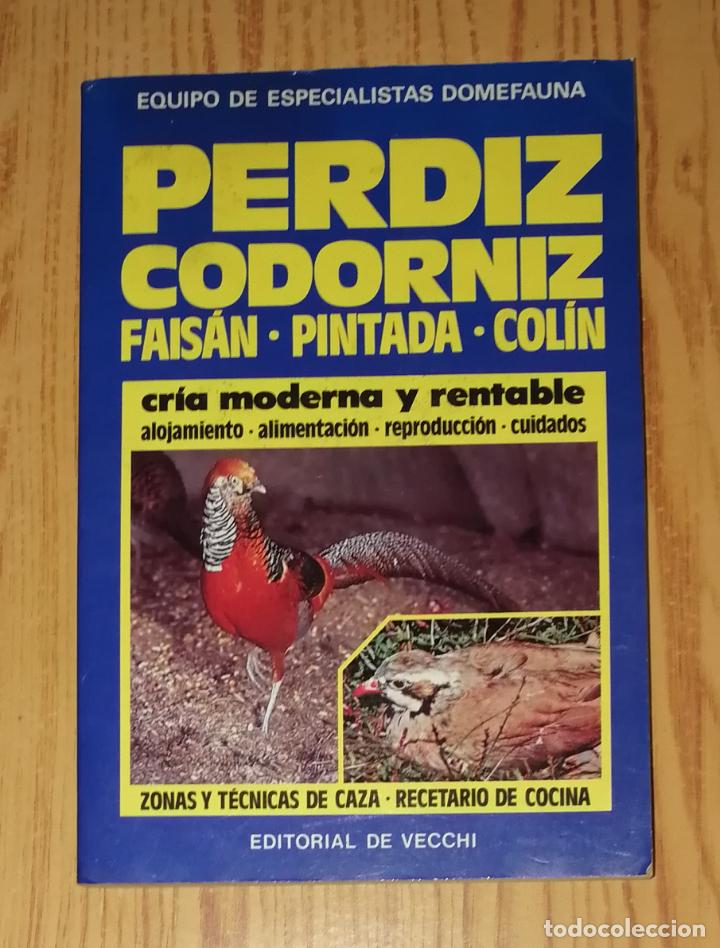 EQUIPO DE ESPECIALISTAS DOMEFAUNA
PERDIZ
CODORNIZ
FAISÁN · PINTADA · COLÍN
cría moderna y rentable
alojamiento · alimentación · reproducción · cuidados
ZONAS Y TÉCNICAS DE CAZA · RECETARIO DE COCINA
EDITORIAL DE VECCHI
todocoleccion